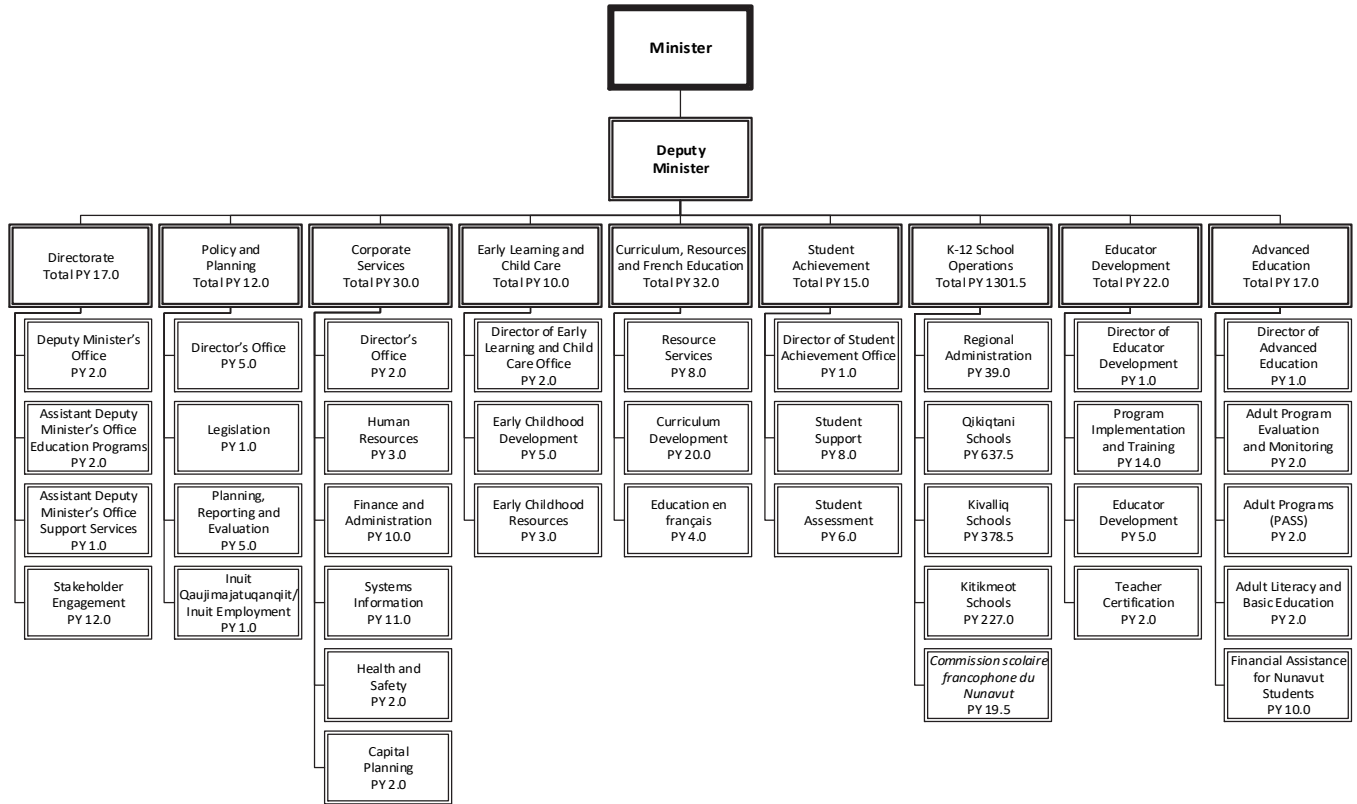 Minister
Deputy
Minister
Directorate
Total PY 17.0
Deputy Minister's
Office
PY 2.0
Assistant Deputy
Minister's Office
Education Programs
PY 2.0
Assistant Deputy
Minister's Office
Support Services
PY 1.0
Stakeholder
Engagement
PY 12.0
Policy and
Planning
Total PY 12.0
Director's Office
PY 5.0
Legislation
PY 1.0
Planning,
Reporting and
Evaluation
PY 5.0
Inuit
Qaujimajatuqanqiit/
Inuit Employment
PY 1.0
Corporate
Services
Total PY 30.0
Director's
Office
PY 2.0
Human
Resources
PY 3.0
Finance and
Administration
PY 10.0
Systems
Information
PY 11.0
Health and
Safety
PY 2.0
Capital
Planning
PY 2.0
Early Learning and
Child Care
Total PY 10.0
Director of Early
Learning and Child
Care Office
PY 2.0
Early Childhood
Development
PY 5.0
Early Childhood
Resources
PY 3.0
Curriculum, Resources
and French Education
Total PY 32.0
Resource
Services
PY 8.0
Curriculum
Development
PY 20.0
Éducation en
français
PY 4.0
Student
Achievement
Total PY 15.0
Director of Student
Achievement Office
PY 1.0
Student
Support
PY 8.0
Student
Assessment
PY 6.0
K-12 School
Operations
Total PY 1301.5
Regional
Administration
PY 39.0
Qikiqtani
Schools
PY 637.5
Kivalliq
Schools
PY 378.5
Kitikmeot
Schools
PY 227.0
Commission scolaire
francophone du
Nunavut
PY 19.5
Educator
Development
Total PY 22.0
Director of
Educator
Development
PY 1.0
Program
Implementation
and Training
PY 14.0
Educator
Development
PY 5.0
Teacher
Certification
PY 2.0
Advanced
Education
Total PY 17.0
Director of
Advanced
Education
PY 1.0
Adult Program
Evaluation
and Monitoring
PY 2.0
Adult Programs
(PASS)
PY 2.0
Adult Literacy and
Basic Education
PY 2.0
Financial Assistance
for Nunavut
Students
PY 10.0